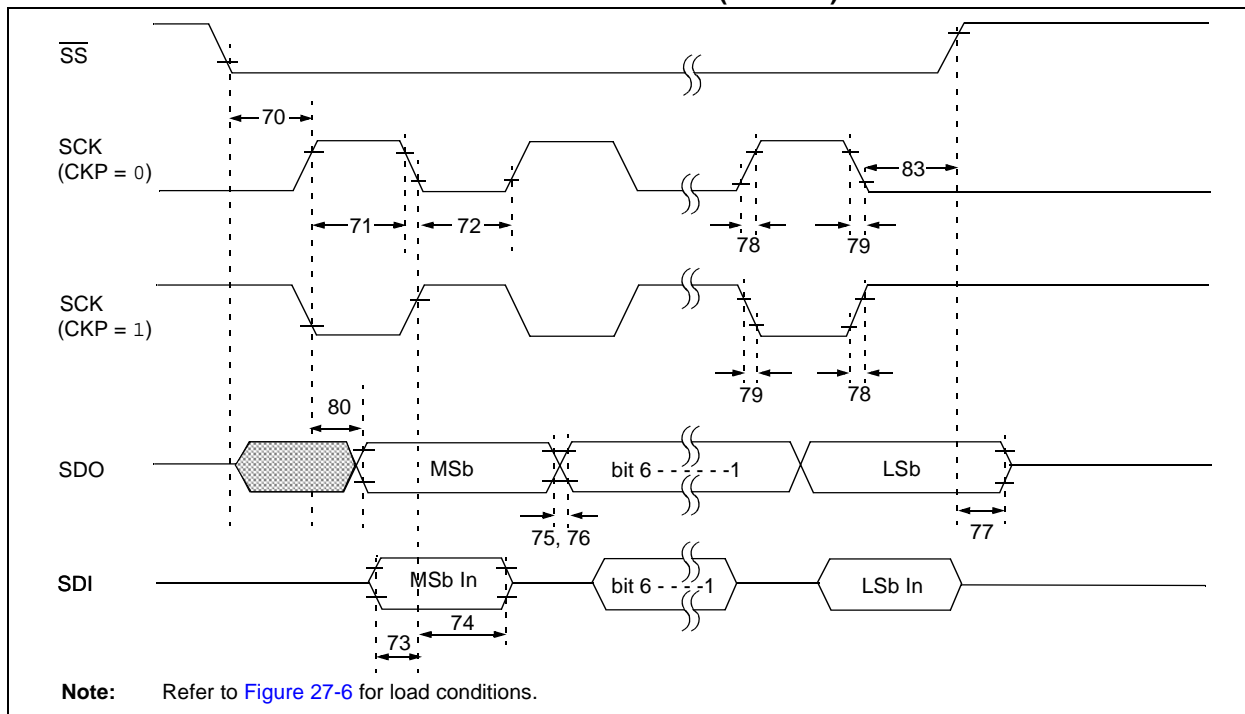 SS
70
SCK
(CKP = 0)
83
71
72
78
79
SCK
(CKP = 1)
79
78
80
SDO
MSb
bit 6 - - - - - -1
LSb
75, 76
77
SDI
MSb In
bit 6 - - - -1
LSb In
74
73
Note: Refer to Figure 27-6 for load conditions.